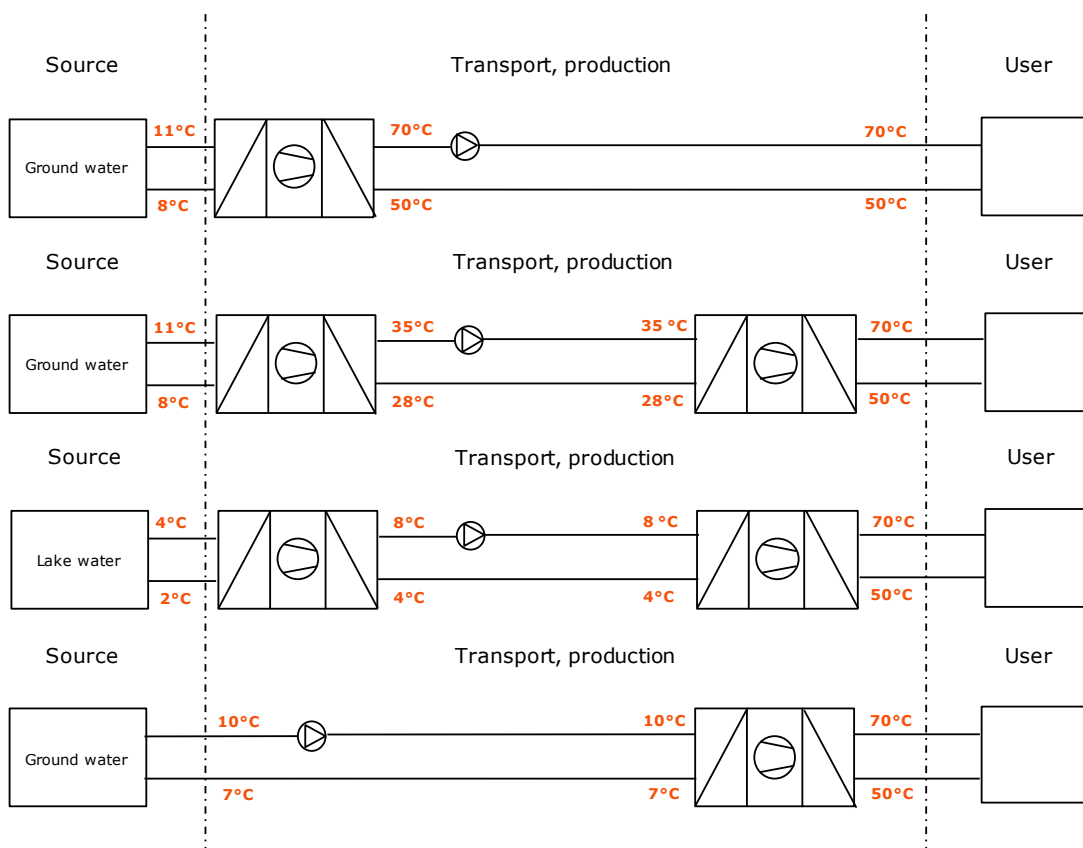 Source Transport, production User
11°C 70°C 70°C
Ground water
8°C 50°C 50°C
Source Transport, production User
11°C 35°C 35 °C 70°C
Ground water
8°C 28°C 28°C 50°C
Source Transport, production User
4°C 8°C 8 °C 70°C
Lake water
2°C 4°C 4°C 50°C
Source Transport, production User
10°C 10°C 70°C
Ground water
7°C 7°C 50°C